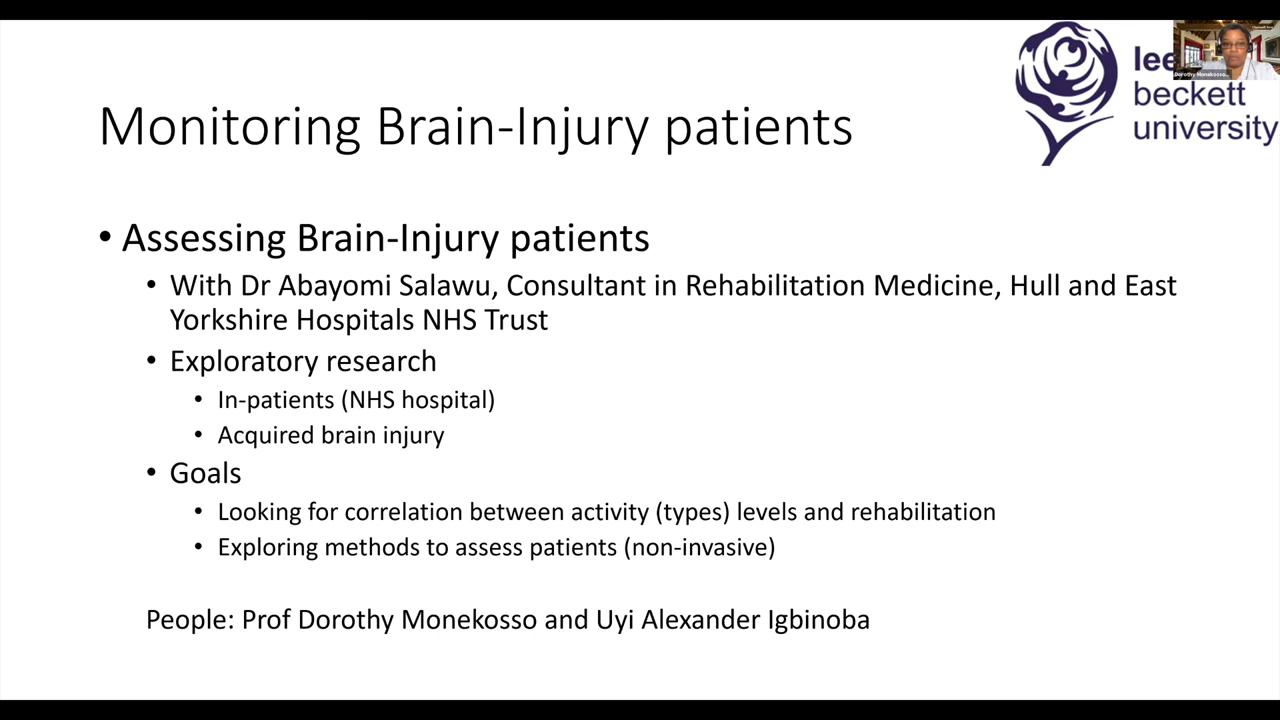 Monitoring Brain-Injury patients
beckett
university
Dorothy Monekosso...
• Assessing Brain-Injury patients
• With Dr Abayomi Salawu, Consultant in Rehabilitation Medicine, Hull and East
Yorkshire Hospitals NHS Trust
• Exploratory research
• In-patients (NHS hospital)
• Acquired brain injury
• Goals
• Looking for correlation between activity (types) levels and rehabilitation
• Exploring methods to assess patients (non-invasive)
People: Prof Dorothy Monekosso and Uyi Alexander Igbinoba